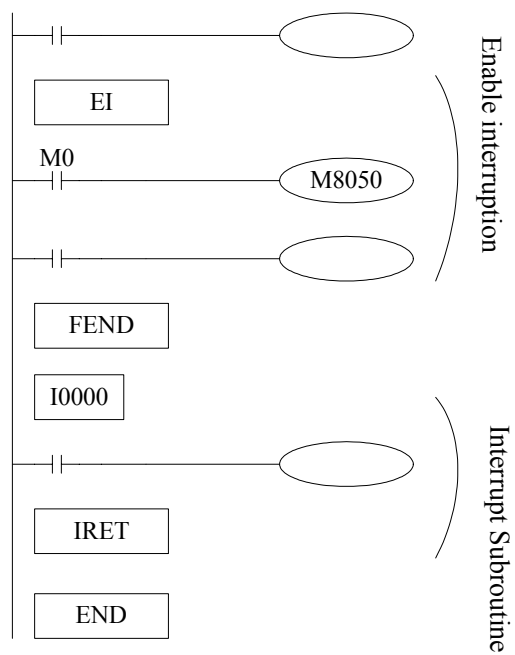 EI
M0
M8050
FEND
I0000
IRET
END
Enable interruption
Interrupt Subroutine